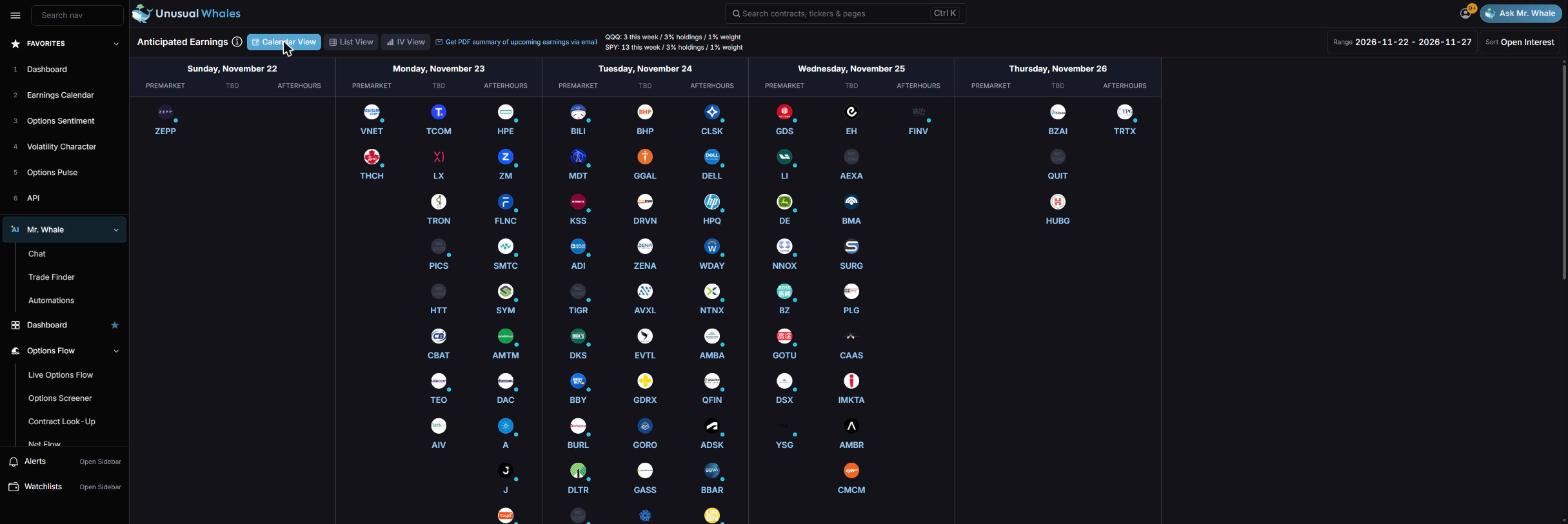 Search nav
Unusual Whales
Search contracts, tickers & pages
Ctrl K
9+
Ask Mr. Whale
FAVORITES
1 Dashboard
2 Earnings Calendar
3 Options Sentiment
4 Volatility Character
5 Options Pulse
6 API
AI Mr. Whale
Chat
Trade Finder
Automations
Dashboard
Options Flow
Live Options Flow
Options Screener
Contract Look-Up
Net Flow
Alerts Open Sidebar
Watchlists Open Sidebar
Anticipated Earnings
Calendar View
List View
IV View
Get PDF summary of upcoming earnings via email
QQQ: 3 this week / 3% holdings / 1% weight
SPY: 13 this week / 3% holdings / 1% weight
Range 2026-11-22 - 2026-11-27
Sort Open Interest
Sunday, November 22
PREMARKET TBD AFTERHOURS
ZEPP
Monday, November 23
PREMARKET TBD AFTERHOURS
VNET TCOM HPE
THCH LX ZM
TRON FLNC
PICS SMTC
HTT SYM
CBAT AMTM
TEO DAC
AIV A
J
Tuesday, November 24
PREMARKET TBD AFTERHOURS
BILI BHP CLSK
MDT GGAL DELL
KSS DRVN HPQ
ADI ZENA WDAY
TIGR AVXL NTNX
DKS EVTL AMBA
BBY GDRX QFIN
BURL GORO ADSK
DLTR GASS BBAR
Wednesday, November 25
PREMARKET TBD AFTERHOURS
GDS EH FINV
LI AEXA
DE BMA
NNOX SURG
BZ PLG
GOTU CAAS
DSX IMKTA
YSG AMBR
CMCM
Thursday, November 26
PREMARKET TBD AFTERHOURS
BZAI TRTX
QUIT
HUBG